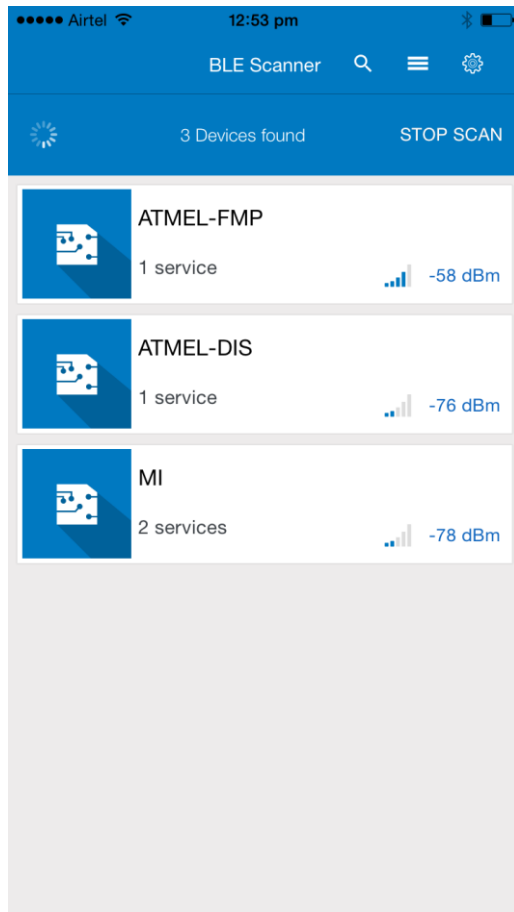 Airtel 12:53 pm
BLE Scanner
3 Devices found STOP SCAN
ATMEL-FMP
1 service -58 dBm
ATMEL-DIS
1 service -76 dBm
MI
2 services -78 dBm